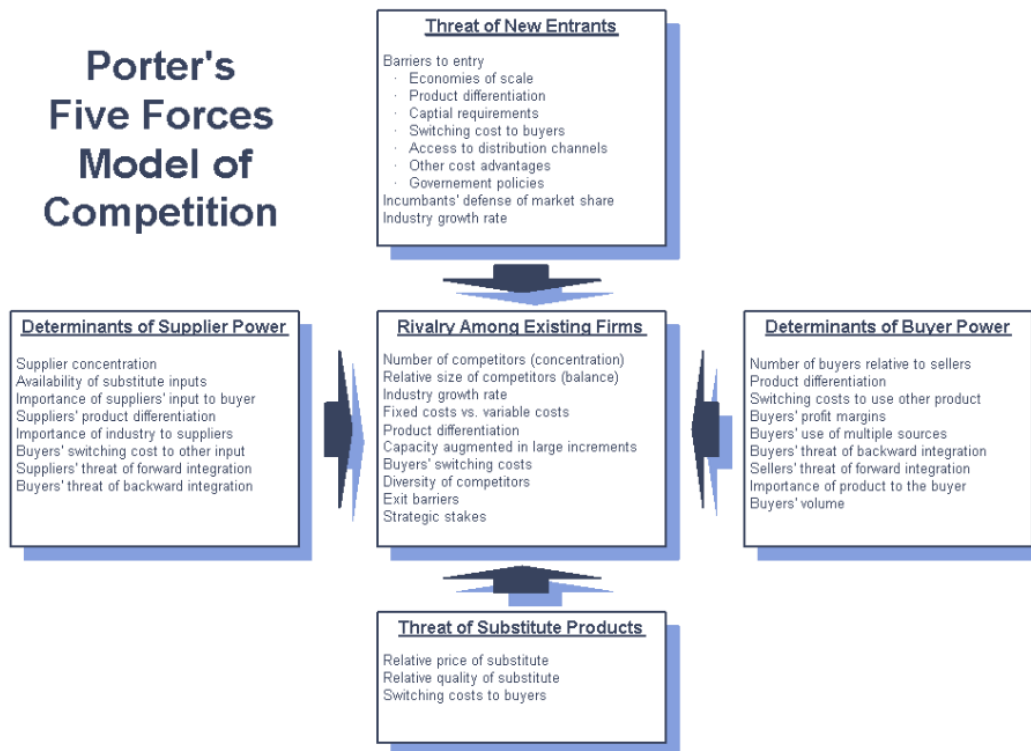 Porter's
Five Forces
Model of
Competition
Threat of New Entrants
Barriers to entry
· Economies of scale
· Product differentiation
· Captial requirements
· Switching cost to buyers
· Access to distribution channels
· Other cost advantages
· Governement policies
Incumbants' defense of market share
Industry growth rate
Determinants of Supplier Power
Supplier concentration
Availability of substitute inputs
Importance of suppliers' input to buyer
Suppliers' product differentiation
Importance of industry to suppliers
Buyers' switching cost to other input
Suppliers' threat of forward integration
Buyers' threat of backward integration
Rivalry Among Existing Firms
Number of competitors (concentration)
Relative size of competitors (balance)
Industry growth rate
Fixed costs vs. variable costs
Product differentiation
Capacity augmented in large increments
Buyers' switching costs
Diversity of competitors
Exit barriers
Strategic stakes
Determinants of Buyer Power
Number of buyers relative to sellers
Product differentiation
Switching costs to use other product
Buyers' profit margins
Buyers' use of multiple sources
Buyers' threat of backward integration
Sellers' threat of forward integration
Importance of product to the buyer
Buyers' volume
Threat of Substitute Products
Relative price of substitute
Relative quality of substitute
Switching costs to buyers